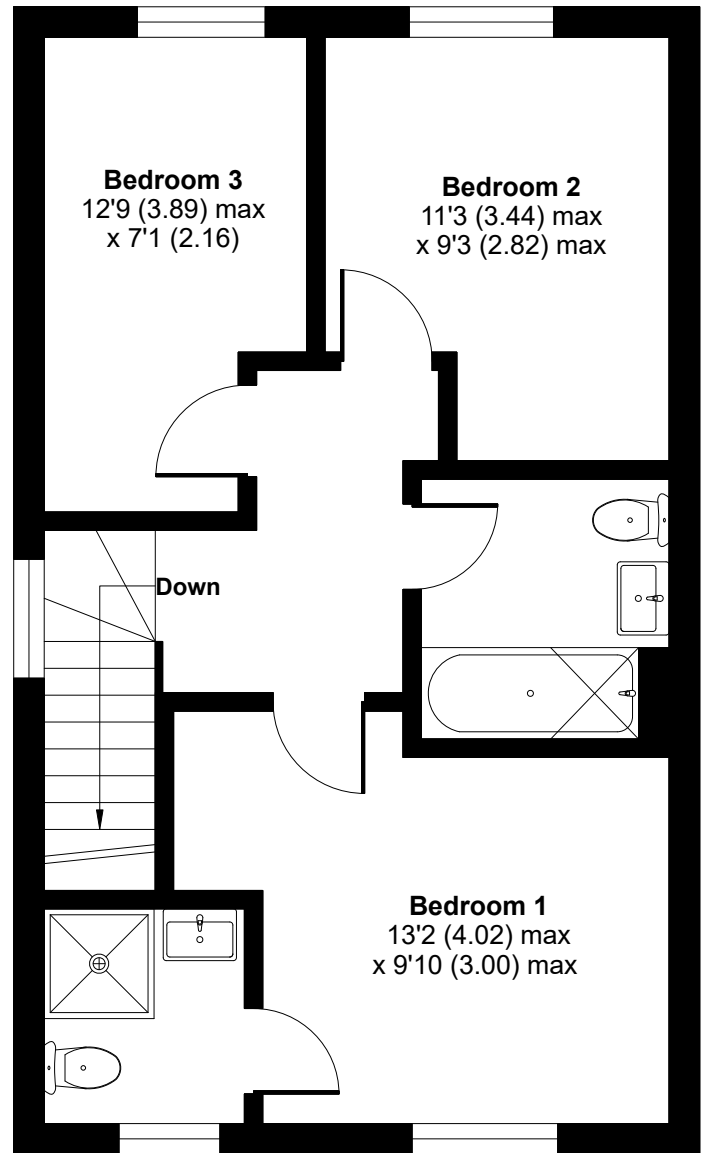 Bedroom 3
12'9 (3.89) max
x 7'1 (2.16)
Bedroom 2
11'3 (3.44) max
x 9'3 (2.82) max
Down
Bedroom 1
13'2 (4.02) max
x 9'10 (3.00) max